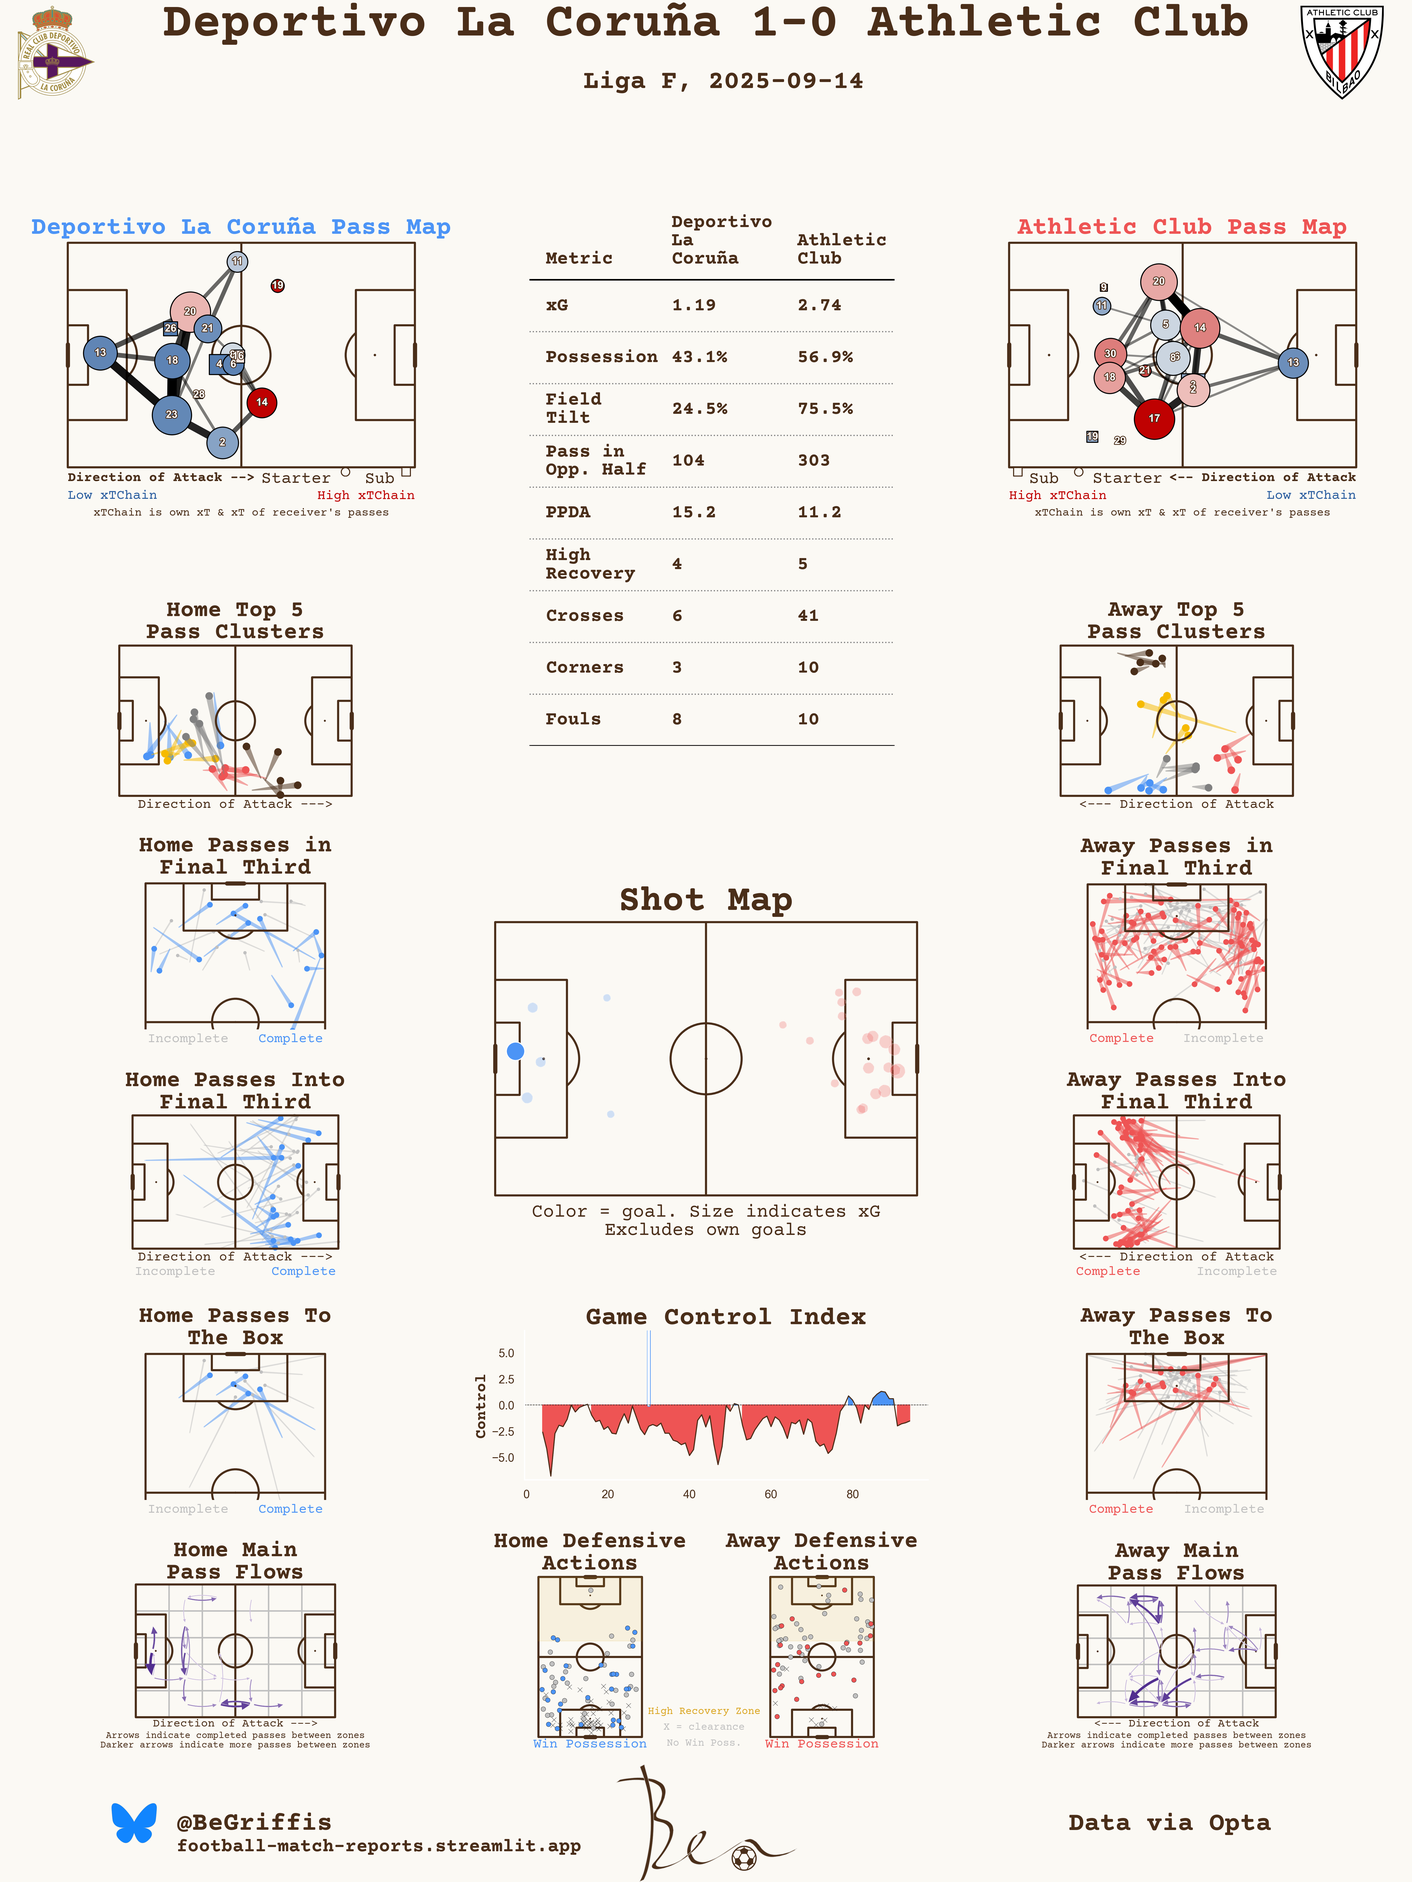 Deportivo La Coruña 1-0 Athletic Club
Liga F, 2025-09-14
REAL CLUB DEPORTIVO
LA CORUÑA
ATHLETIC CLUB
BILBAO
Deportivo La Coruña Pass Map
11
19
20
26
21
13
18
16
4
6
28
14
23
2
Direction of Attack --> Starter Sub
Low xTChain High xTChain
xTChain is own xT & xT of receiver's passes
Metric Deportivo La Coruña Athletic Club
xG 1.19 2.74
Possession 43.1% 56.9%
Field Tilt 24.5% 75.5%
Pass in Opp. Half 104 303
PPDA 15.2 11.2
High Recovery 4 5
Crosses 6 41
Corners 3 10
Fouls 8 10
Athletic Club Pass Map
20
9
11
5
14
30
8
13
21
18
2
17
19
29
Sub Starter <-- Direction of Attack
High xTChain Low xTChain
xTChain is own xT & xT of receiver's passes
Home Top 5
Pass Clusters
Direction of Attack --->
Away Top 5
Pass Clusters
<--- Direction of Attack
Home Passes in
Final Third
Incomplete Complete
Away Passes in
Final Third
Complete Incomplete
Shot Map
Color = goal. Size indicates xG
Excludes own goals
Home Passes Into
Final Third
Direction of Attack --->
Incomplete Complete
Away Passes Into
Final Third
<--- Direction of Attack
Complete Incomplete
Home Passes To
The Box
Incomplete Complete
Game Control Index
Control
5.0
2.5
0.0
−2.5
−5.0
0 20 40 60 80
Away Passes To
The Box
Complete Incomplete
Home Main
Pass Flows
Direction of Attack --->
Arrows indicate completed passes between zones
Darker arrows indicate more passes between zones
Home Defensive
Actions
Win Possession
High Recovery Zone
X = clearance
No Win Poss.
Away Defensive
Actions
Win Possession
Away Main
Pass Flows
<--- Direction of Attack
Arrows indicate completed passes between zones
Darker arrows indicate more passes between zones
@BeGriffis
football-match-reports.streamlit.app
Ben
Data via Opta